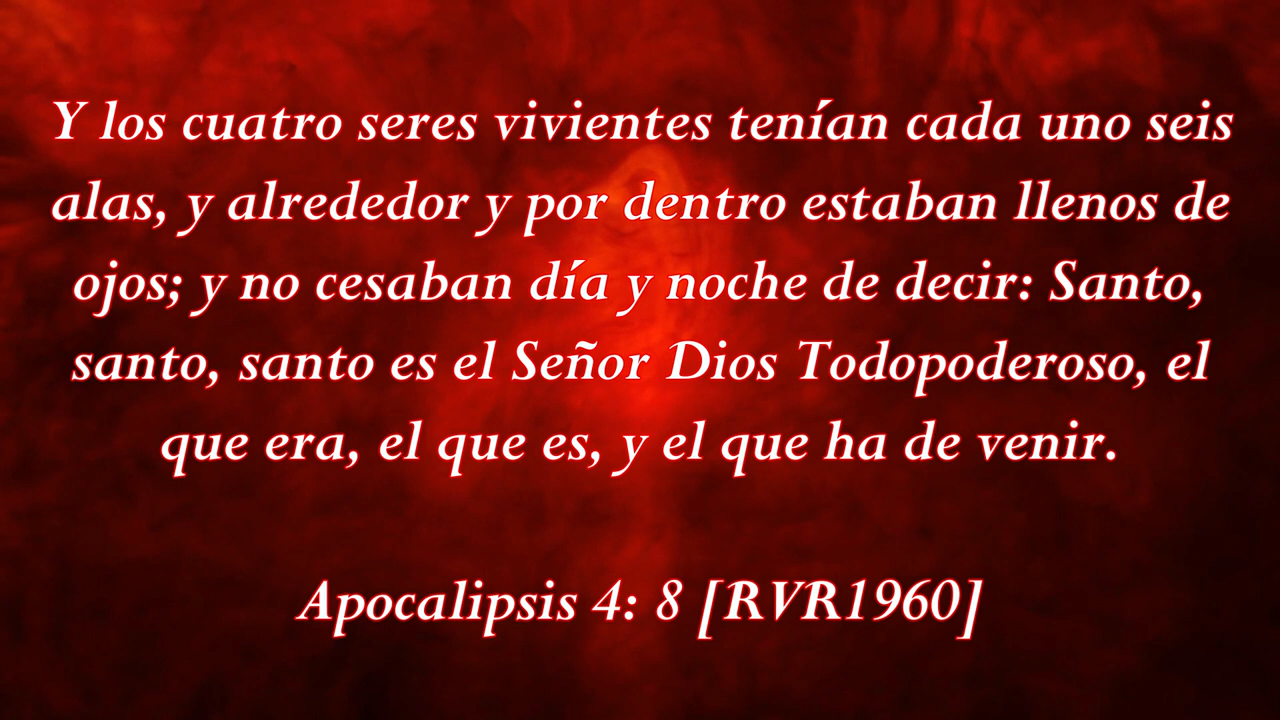 Y los cuatro seres vivientes tenían cada uno seis
alas, y alrededor y por dentro estaban llenos de
ojos; y no cesaban día y noche de decir: Santo,
santo, santo es el Señor Dios Todopoderoso, el
que era, el que es, y el que ha de venir.
Apocalipsis 4: 8 [RVR1960]